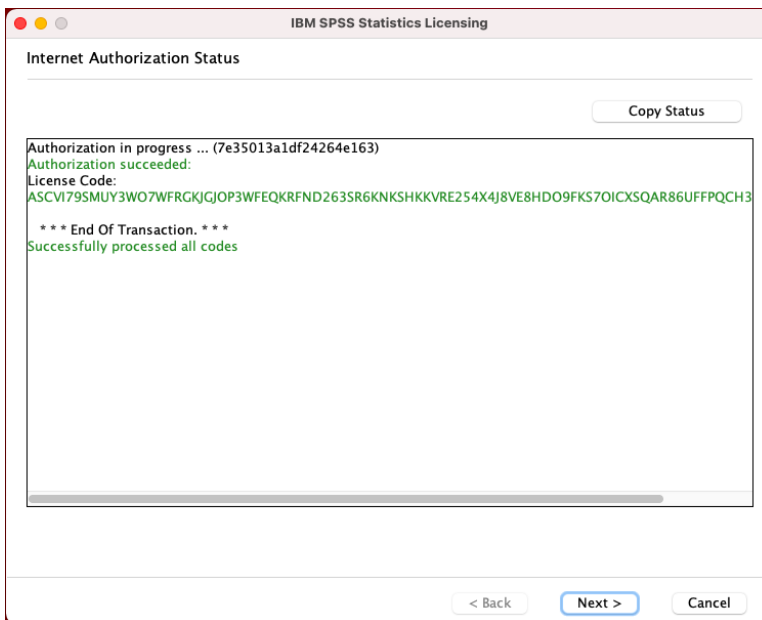 IBM SPSS Statistics Licensing
Internet Authorization Status
Copy Status
Authorization in progress ... (7e35013a1df24264e163)
Authorization succeeded:
License Code:
ASCVI79SMUY3WO7WFRGKJGJOP3WFEQKRFND263SR6KNKSHKKVRE254X4J8VE8HDO9FKS7OICXSQAR86UFFPQCH3
* * * End Of Transaction. * * *
Successfully processed all codes
< Back
Next >
Cancel